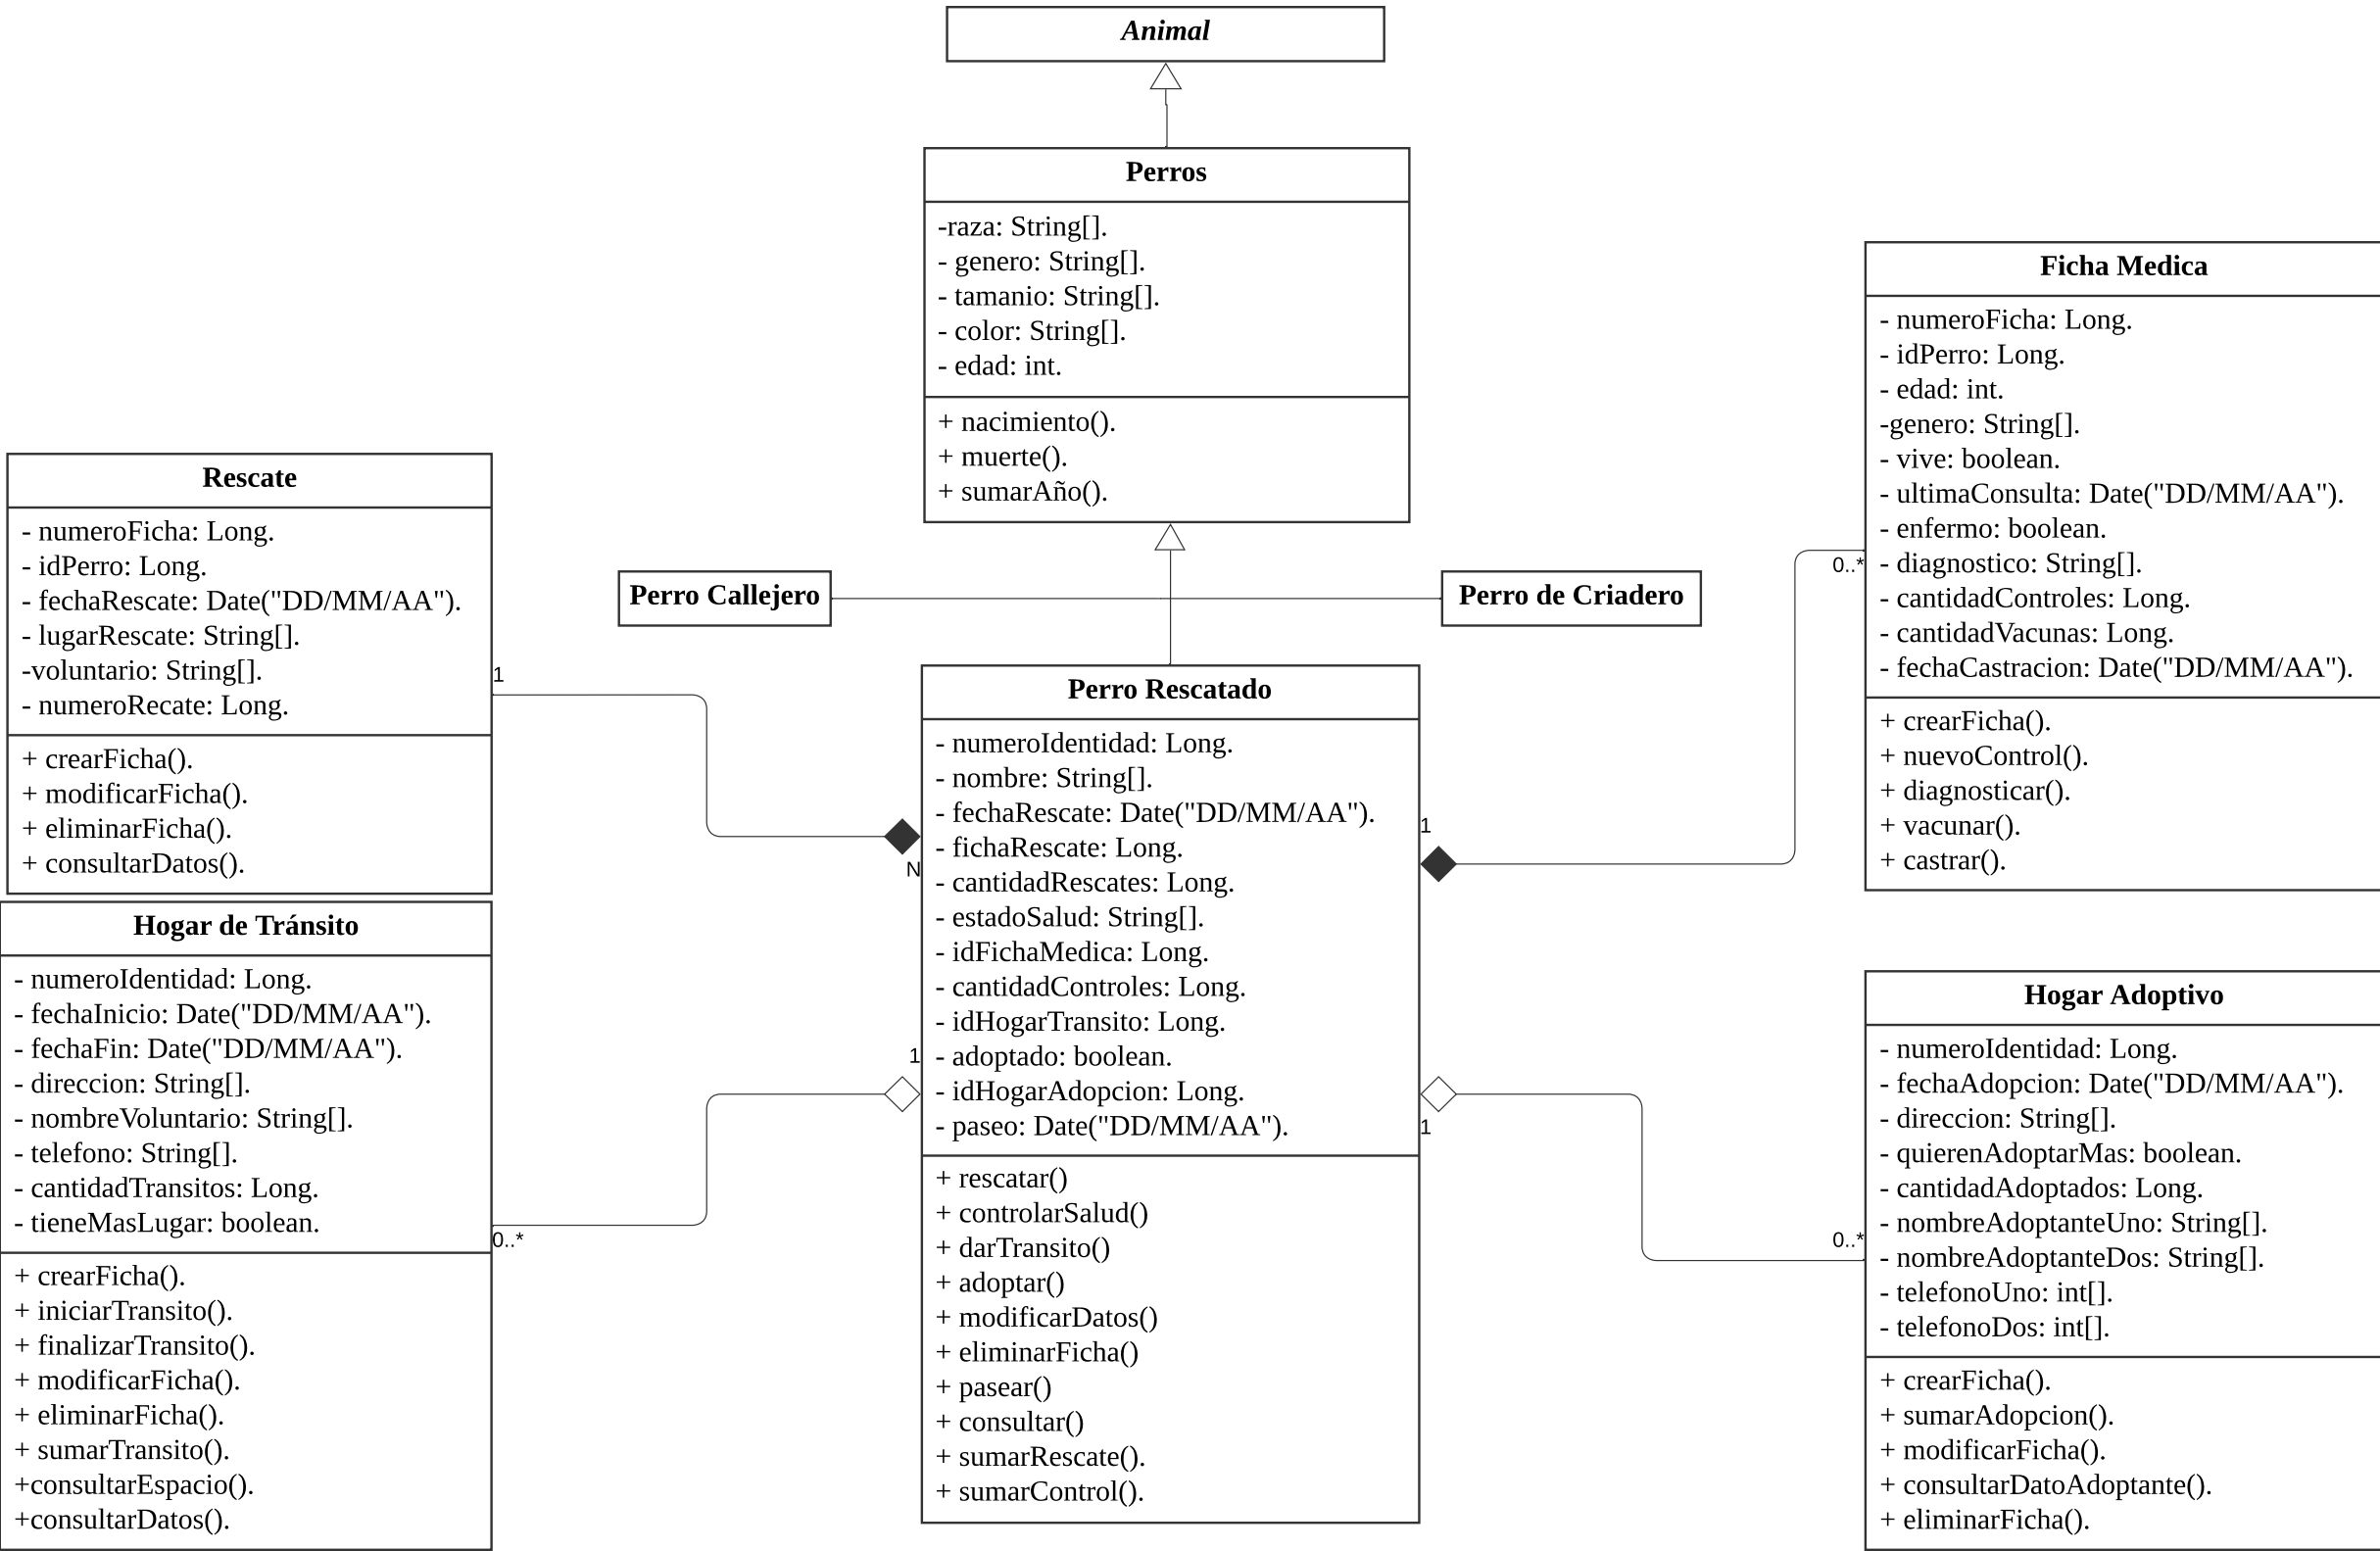 Animal
Perros
-raza: String[].
- genero: String[].
- tamanio: String[].
- color: String[].
- edad: int.
+ nacimiento().
+ muerte().
+ sumarAño().
Ficha Medica
- numeroFicha: Long.
- idPerro: Long.
- edad: int.
-genero: String[].
- vive: boolean.
- ultimaConsulta: Date("DD/MM/AA").
- enfermo: boolean.
- diagnostico: String[].
- cantidadControles: Long.
- cantidadVacunas: Long.
- fechaCastracion: Date("DD/MM/AA").
+ crearFicha().
+ nuevoControl().
+ diagnosticar().
+ vacunar().
+ castrar().
0..*
Rescate
- numeroFicha: Long.
- idPerro: Long.
- fechaRescate: Date("DD/MM/AA").
- lugarRescate: String[].
-voluntario: String[].
- numeroRecate: Long.
+ crearFicha().
+ modificarFicha().
+ eliminarFicha().
+ consultarDatos().
1
N
Perro Callejero
Perro de Criadero
Perro Rescatado
- numeroIdentidad: Long.
- nombre: String[].
- fechaRescate: Date("DD/MM/AA").
- fichaRescate: Long.
- cantidadRescates: Long.
- estadoSalud: String[].
- idFichaMedica: Long.
- cantidadControles: Long.
- idHogarTransito: Long.
- adoptado: boolean.
- idHogarAdopcion: Long.
- paseo: Date("DD/MM/AA").
+ rescatar()
+ controlarSalud()
+ darTransito()
+ adoptar()
+ modificarDatos()
+ eliminarFicha()
+ pasear()
+ consultar()
+ sumarRescate().
+ sumarControl().
1
1
1
Hogar de Tránsito
- numeroIdentidad: Long.
- fechaInicio: Date("DD/MM/AA").
- fechaFin: Date("DD/MM/AA").
- direccion: String[].
- nombreVoluntario: String[].
- telefono: String[].
- cantidadTransitos: Long.
- tieneMasLugar: boolean.
+ crearFicha().
+ iniciarTransito().
+ finalizarTransito().
+ modificarFicha().
+ eliminarFicha().
+ sumarTransito().
+consultarEspacio().
+consultarDatos().
0..*
Hogar Adoptivo
- numeroIdentidad: Long.
- fechaAdopcion: Date("DD/MM/AA").
- direccion: String[].
- quierenAdoptarMas: boolean.
- cantidadAdoptados: Long.
- nombreAdoptanteUno: String[].
- nombreAdoptanteDos: String[].
- telefonoUno: int[].
- telefonoDos: int[].
+ crearFicha().
+ sumarAdopcion().
+ modificarFicha().
+ consultarDatoAdoptante().
+ eliminarFicha().
0..*